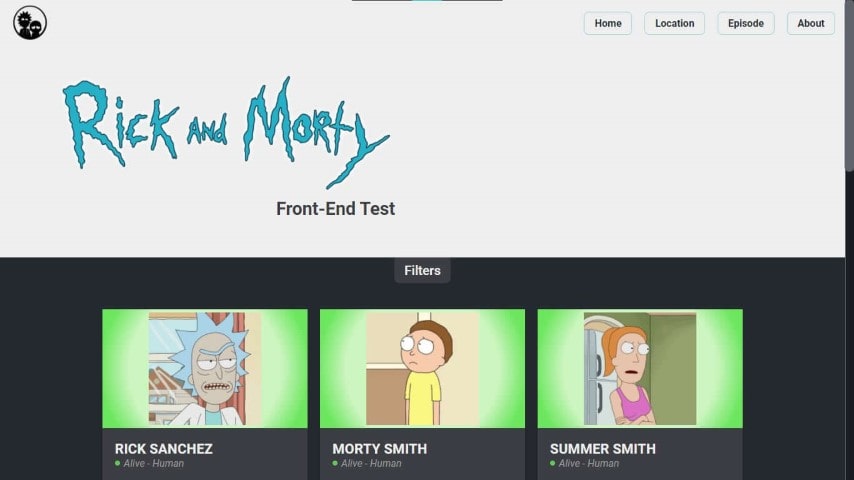 Home
Location
Episode
About
Rick and Morty
Front-End Test
Filters
RICK SANCHEZ
Alive - Human
MORTY SMITH
Alive - Human
SUMMER SMITH
Alive - Human